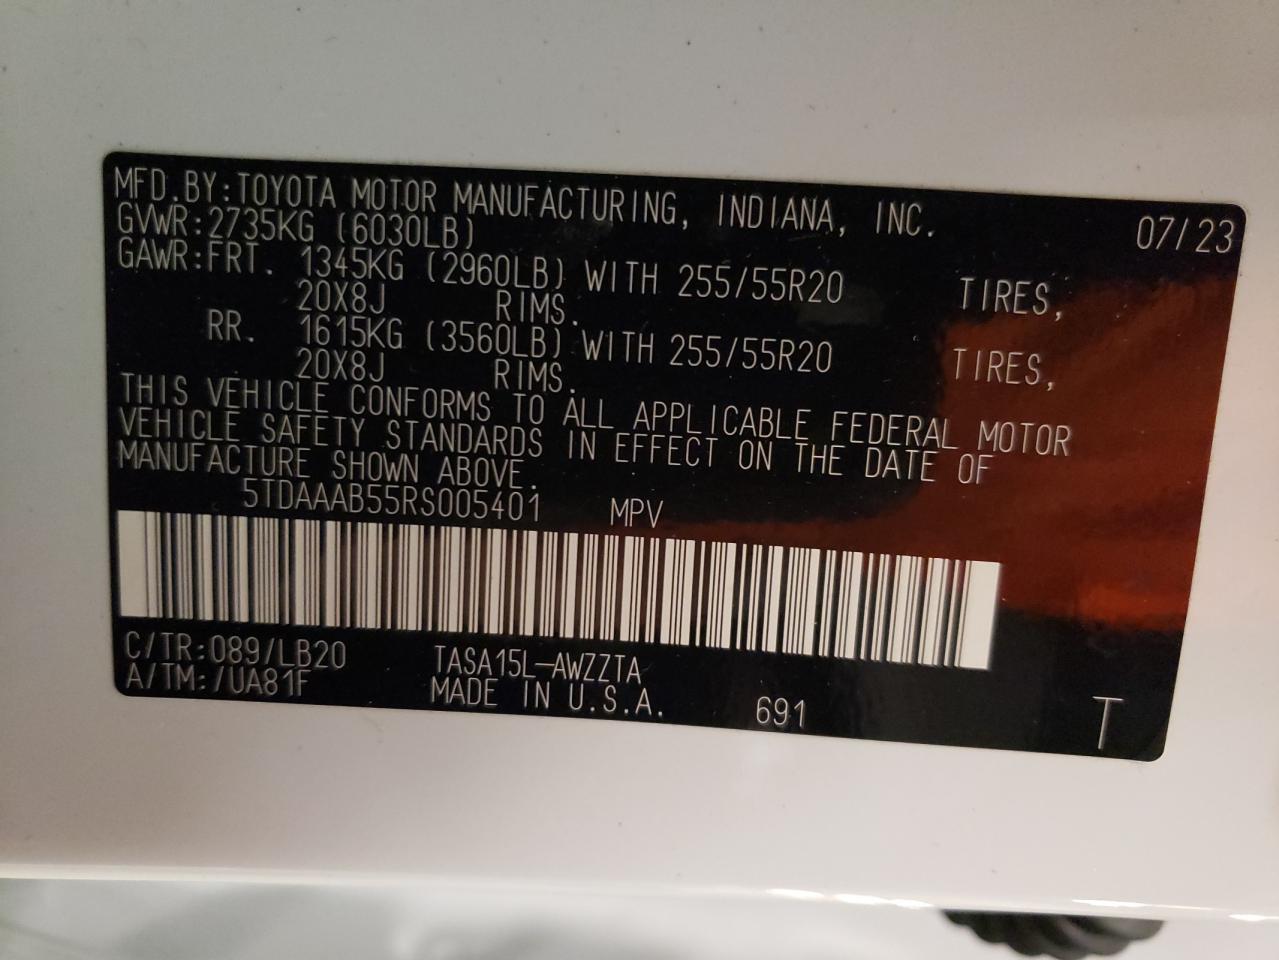 MFD.BY:TOYOTA MOTOR MANUFACTURING, INDIANA, INC. 07/23
GVWR:2735KG (6030LB)
GAWR:FRT. 1345KG (2960LB) WITH 255/55R20 TIRES,
20X8J RIMS.
RR. 1615KG (3560LB) WITH 255/55R20 TIRES,
20X8J RIMS.
THIS VEHICLE CONFORMS TO ALL APPLICABLE FEDERAL MOTOR
VEHICLE SAFETY STANDARDS IN EFFECT ON THE DATE OF
MANUFACTURE SHOWN ABOVE.
5TDAAAB55RS005401 MPV
C/TR:089/LB20 TASA15L-AWZZTA
A/TM:/UA81F MADE IN U.S.A. 691 T